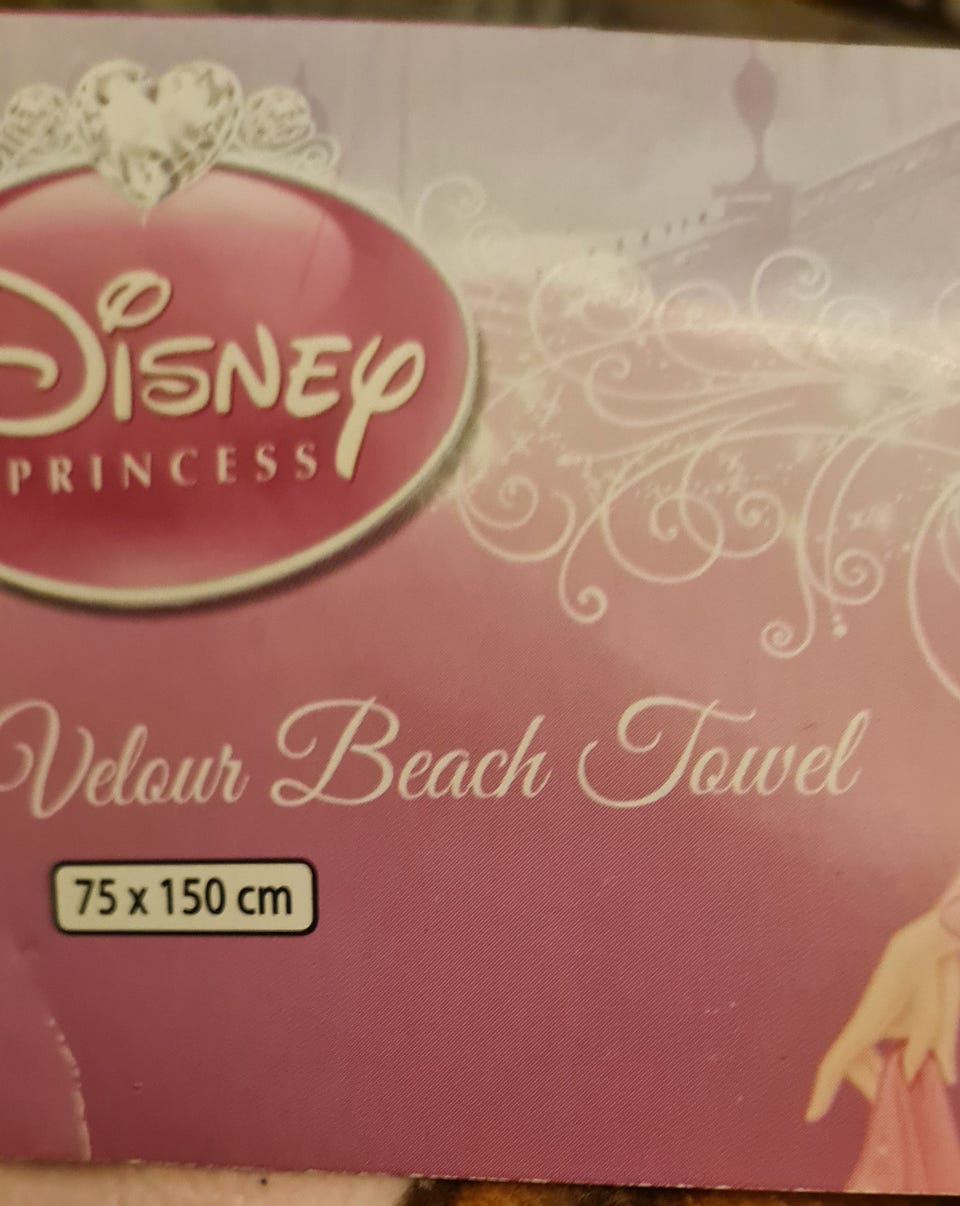 Disney
PRINCESS
Velour Beach Towel
75 x 150 cm